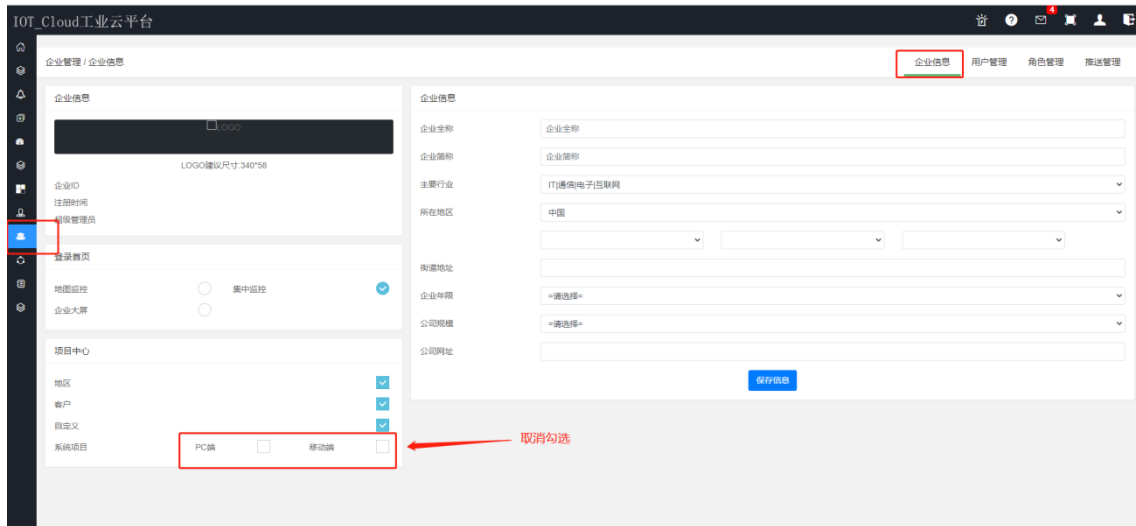 IOT_Cloud工业云平台
4
企业管理 / 企业信息
企业信息
用户管理
角色管理
推送管理
企业信息
LOGO
LOGO建议尺寸:340*58
企业ID
注册时间
超级管理员
登录首页
地图监控
集中监控
企业大屏
项目中心
地区
客户
自定义
系统项目
PC端
移动端
取消勾选
企业信息
企业全称
企业全称
企业简称
企业简称
主要行业
IT|通信|电子|互联网
所在地区
中国
街道地址
企业年限
=请选择=
公司规模
=请选择=
公司网址
保存信息